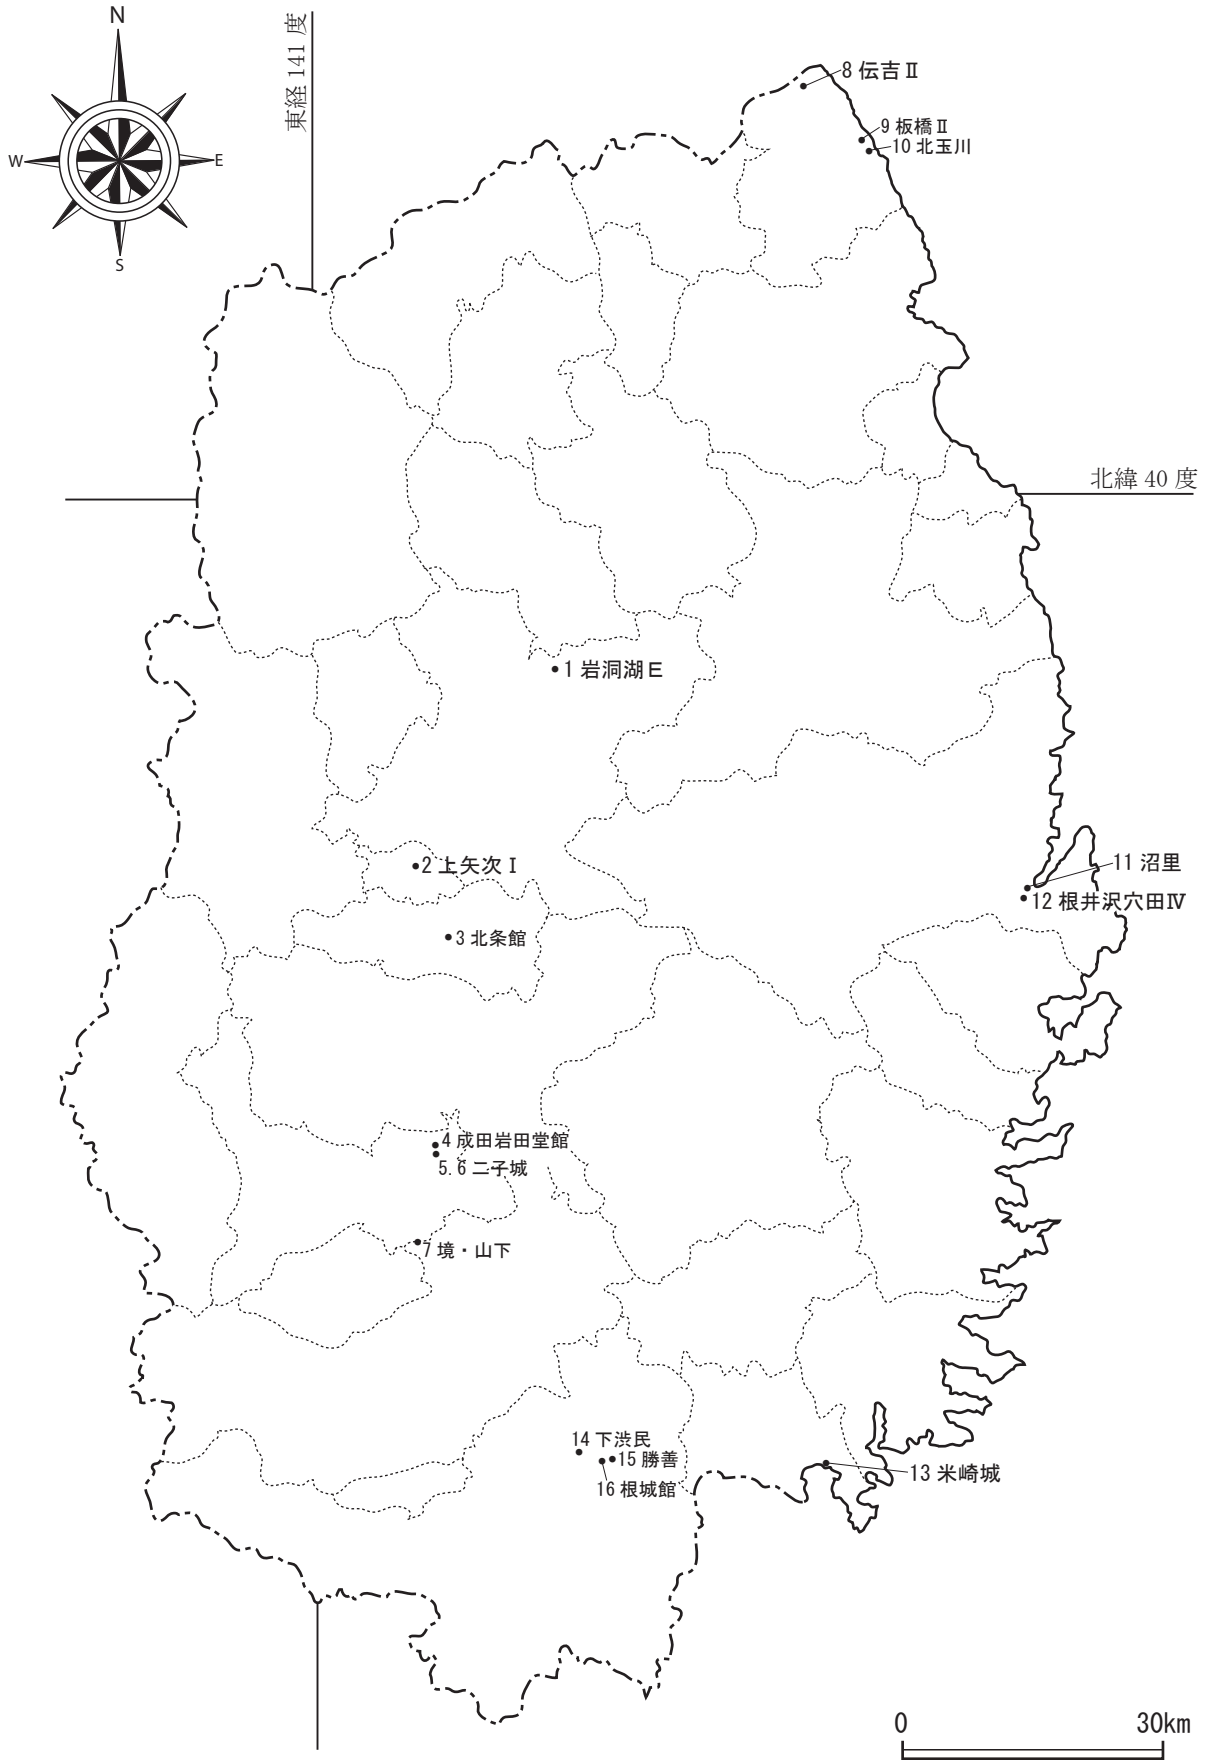 N
東経 141 度
8 伝吉Ⅱ
9 板橋Ⅱ
10 北玉川
W
E
S
北緯 40 度
1 岩洞湖E
2 上矢次Ⅰ
11 沼里
12 根井沢穴田Ⅳ
3 北条館
4 成田岩田堂館
5.6 二子城
7 境・山下
14 下渋民
15 勝善
16 根城館
13 米崎城
0
30km